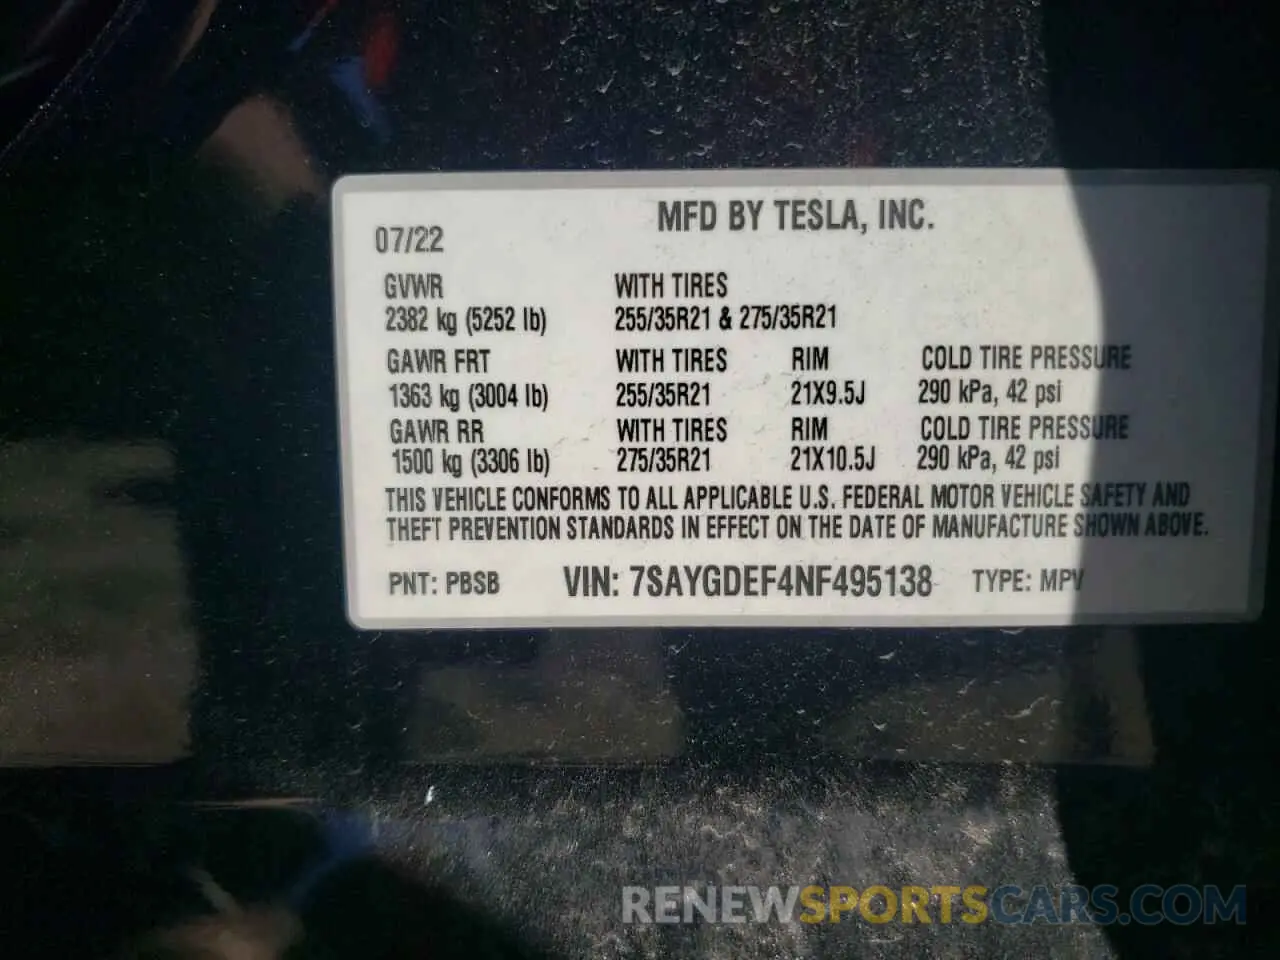 MFD BY TESLA, INC.
07/22
GVWR WITH TIRES
2382 kg (5252 lb) 255/35R21 & 275/35R21
GAWR FRT WITH TIRES RIM COLD TIRE PRESSURE
1363 kg (3004 lb) 255/35R21 21X9.5J 290 kPa, 42 psi
GAWR RR WITH TIRES RIM COLD TIRE PRESSURE
1500 kg (3306 lb) 275/35R21 21X10.5J 290 kPa, 42 psi
THIS VEHICLE CONFORMS TO ALL APPLICABLE U.S. FEDERAL MOTOR VEHICLE SAFETY AND
THEFT PREVENTION STANDARDS IN EFFECT ON THE DATE OF MANUFACTURE SHOWN ABOVE.
PNT: PBSB VIN: 7SAYGDEF4NF495138 TYPE: MPV
RENEWSPORTSCARS.COM